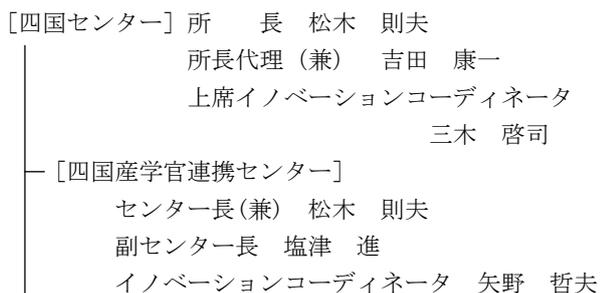 ［四国センター］所　　長　松木　則夫
所長代理（兼）　吉田　康一
上席イノベーションコーディネータ
三木　啓司
［四国産学官連携センター］
センター長(兼)　松木　則夫
副センター長　塩津　進
イノベーションコーディネータ　矢野　哲夫